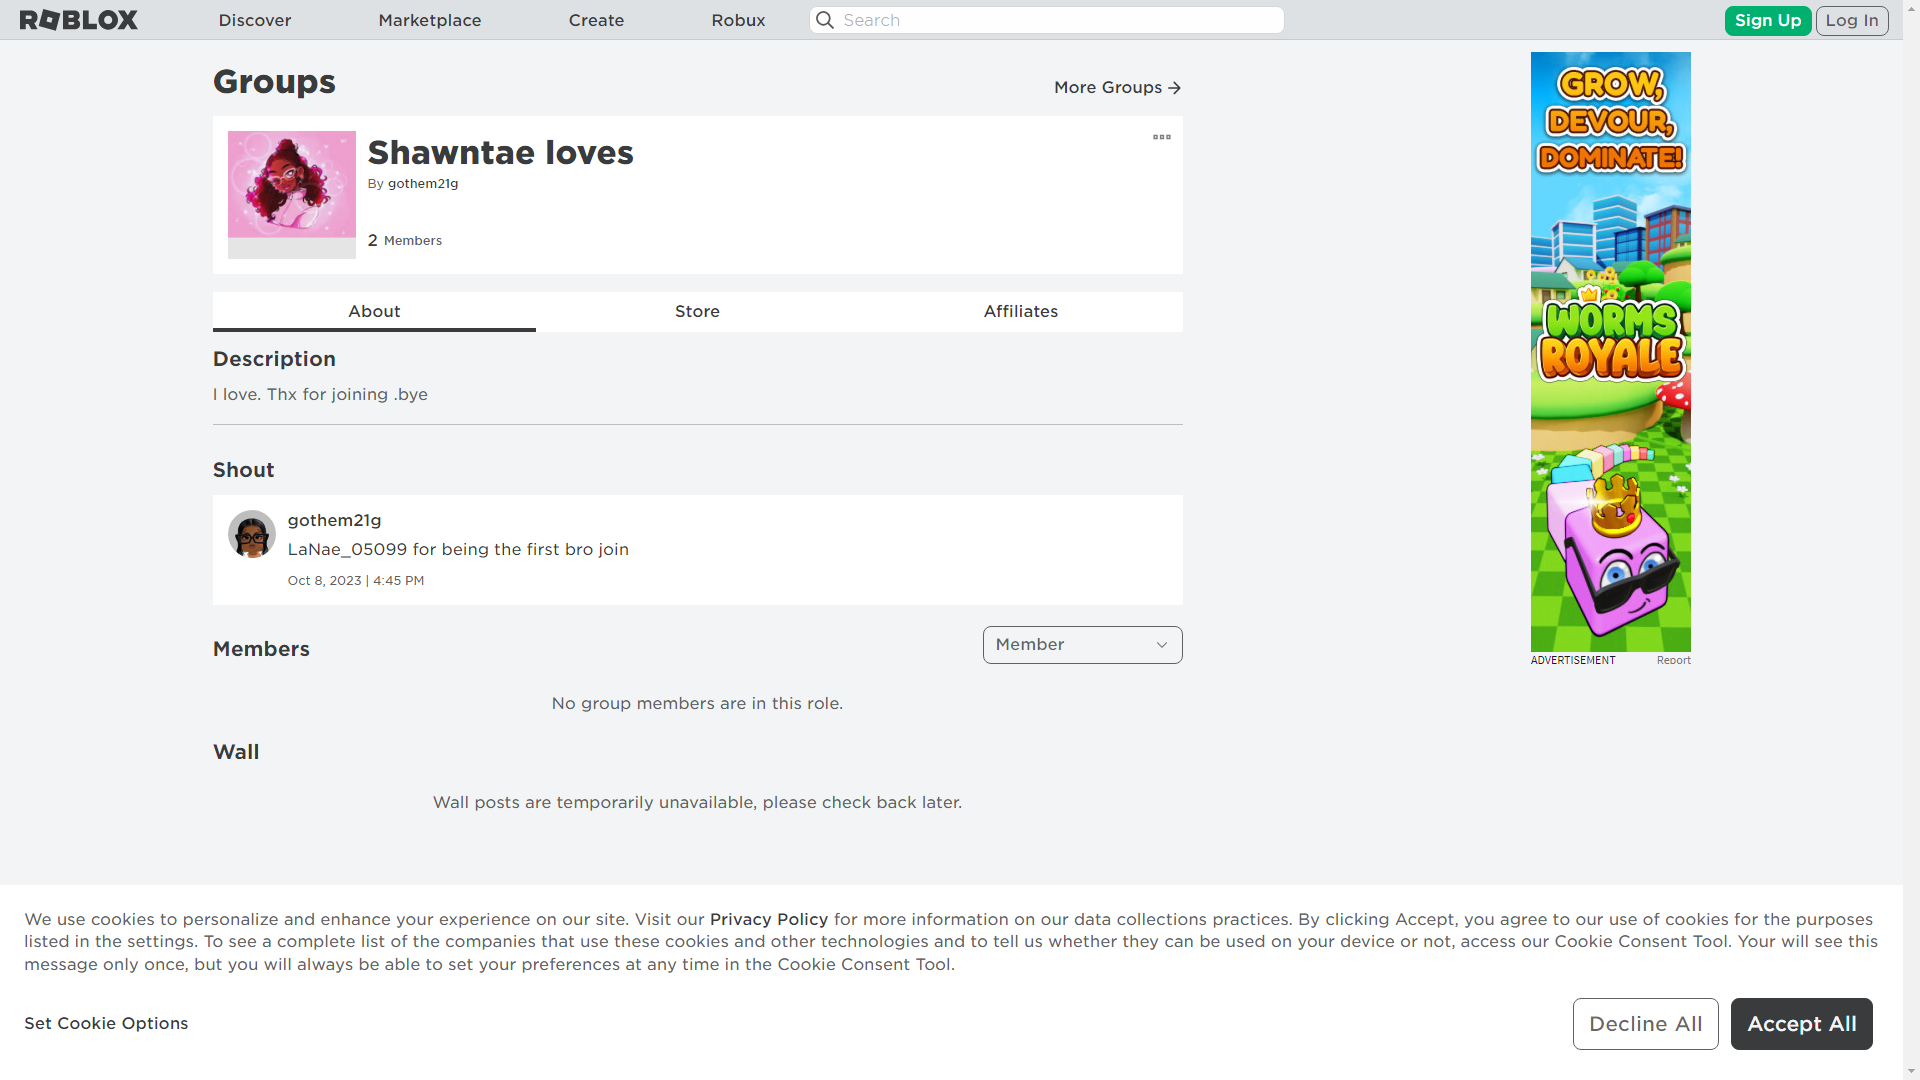 ROBLOX
Discover
Marketplace
Create
Robux
Search
Sign Up
Log In
Groups
More Groups
Shawntae loves
By gothem21g
2 Members
About
Store
Affiliates
Description
I love. Thx for joining .bye
Shout
gothem21g
LaNae_05099 for being the first bro join
Oct 8, 2023 | 4:45 PM
Members
Member
No group members are in this role.
Wall
Wall posts are temporarily unavailable, please check back later.
GROW,
DEVOUR,
DOMINATE!
WORMS
ROYALE
ADVERTISEMENT
Report
We use cookies to personalize and enhance your experience on our site. Visit our Privacy Policy for more information on our data collections practices. By clicking Accept, you agree to our use of cookies for the purposes
listed in the settings. To see a complete list of the companies that use these cookies and other technologies and to tell us whether they can be used on your device or not, access our Cookie Consent Tool. Your will see this
message only once, but you will always be able to set your preferences at any time in the Cookie Consent Tool.
Set Cookie Options
Decline All
Accept All